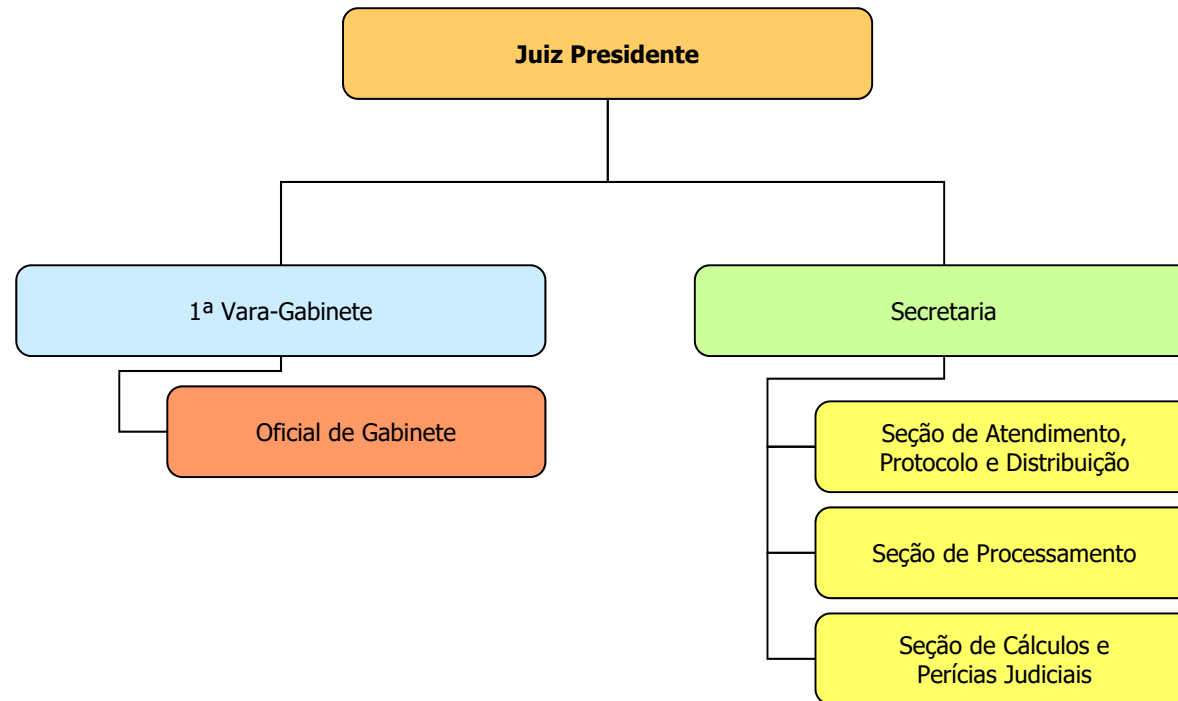 Juiz Presidente
1ª Vara-Gabinete
Secretaria
Oficial de Gabinete
Seção de Atendimento,
Protocolo e Distribuição
Seção de Processamento
Seção de Cálculos e
Perícias Judiciais